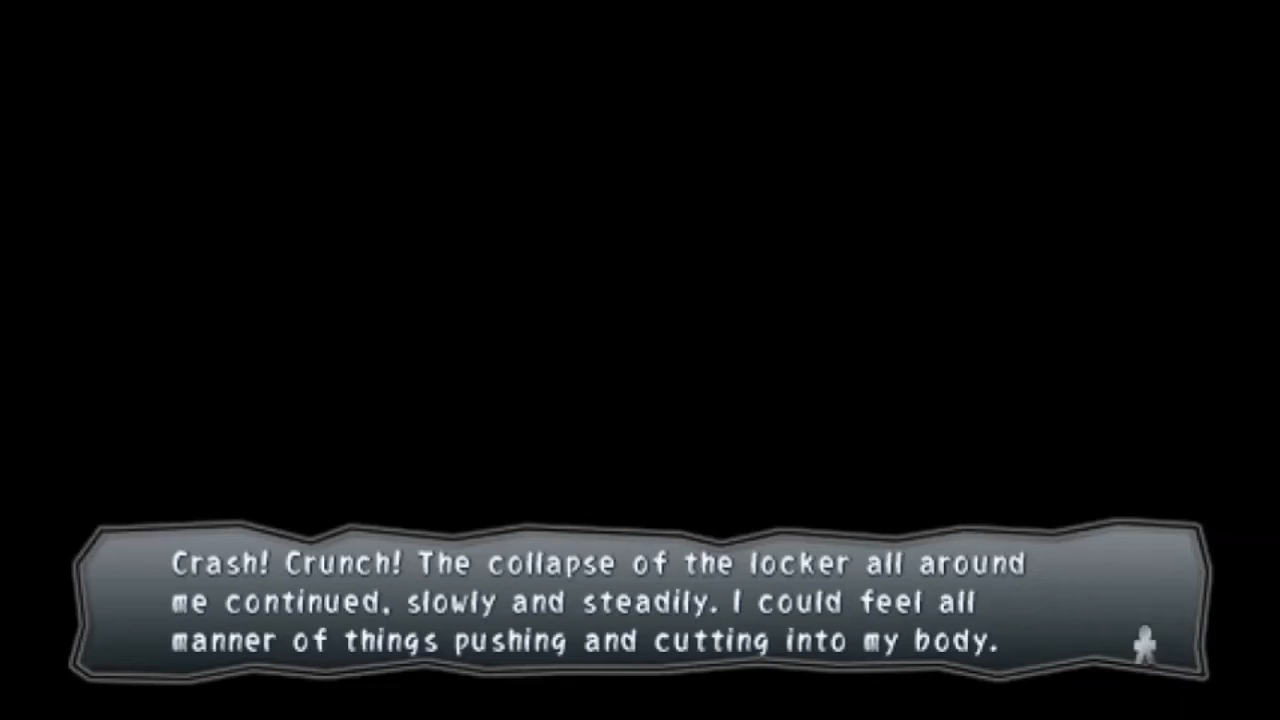 Crash! Crunch! The collapse of the locker all around
me continued, slowly and steadily. I could feel all
manner of things pushing and cutting into my body.